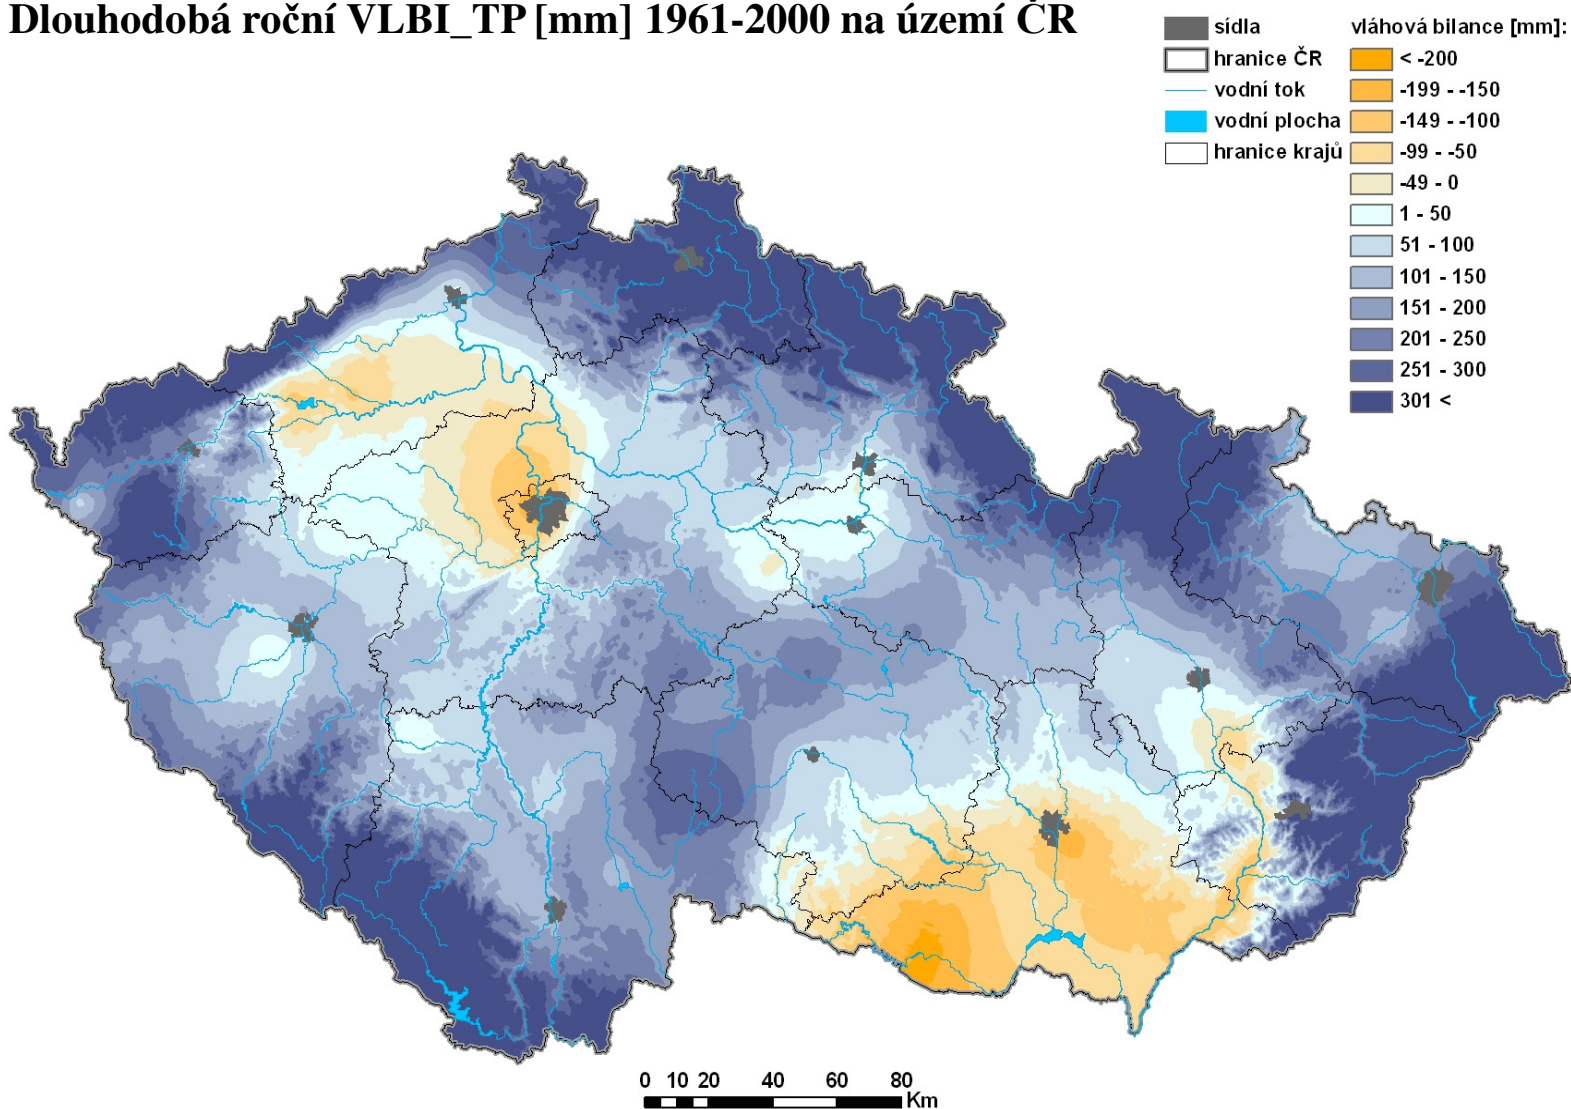 Dlouhodobá roční VLBI_TP [mm] 1961-2000 na území ČR
sídla
hranice ČR
vodní tok
vodní plocha
hranice krajů
vláhová bilance [mm]:
< -200
-199 - -150
-149 - -100
-99 - -50
-49 - 0
1 - 50
51 - 100
101 - 150
151 - 200
201 - 250
251 - 300
301 <
0 10 20 40 60 80
Km